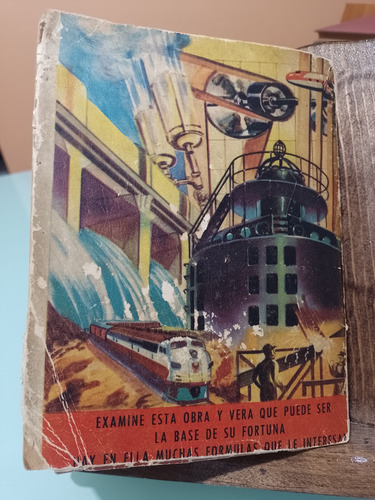 EXAMINE ESTA OBRA Y VERA QUE PUEDE SER
LA BASE DE SU FORTUNA
HAY EN ELLA MUCHAS FORMULAS QUE LE INTERESA